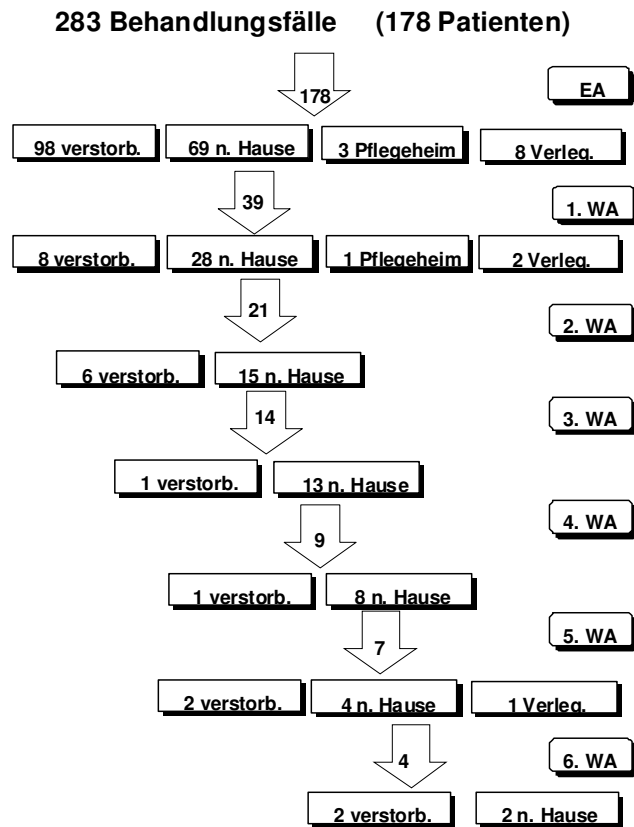 283 Behandlungsfälle (178 Patienten)
178
EA
98 verstorb. 69 n. Hause 3 Pflegeheim 8 Verleg.
39
1. WA
8 verstorb. 28 n. Hause 1 Pflegeheim 2 Verleg.
21
2. WA
6 verstorb. 15 n. Hause
14
3. WA
1 verstorb. 13 n. Hause
9
4. WA
1 verstorb. 8 n. Hause
7
5. WA
2 verstorb. 4 n. Hause 1 Verleg.
4
6. WA
2 verstorb. 2 n. Hause